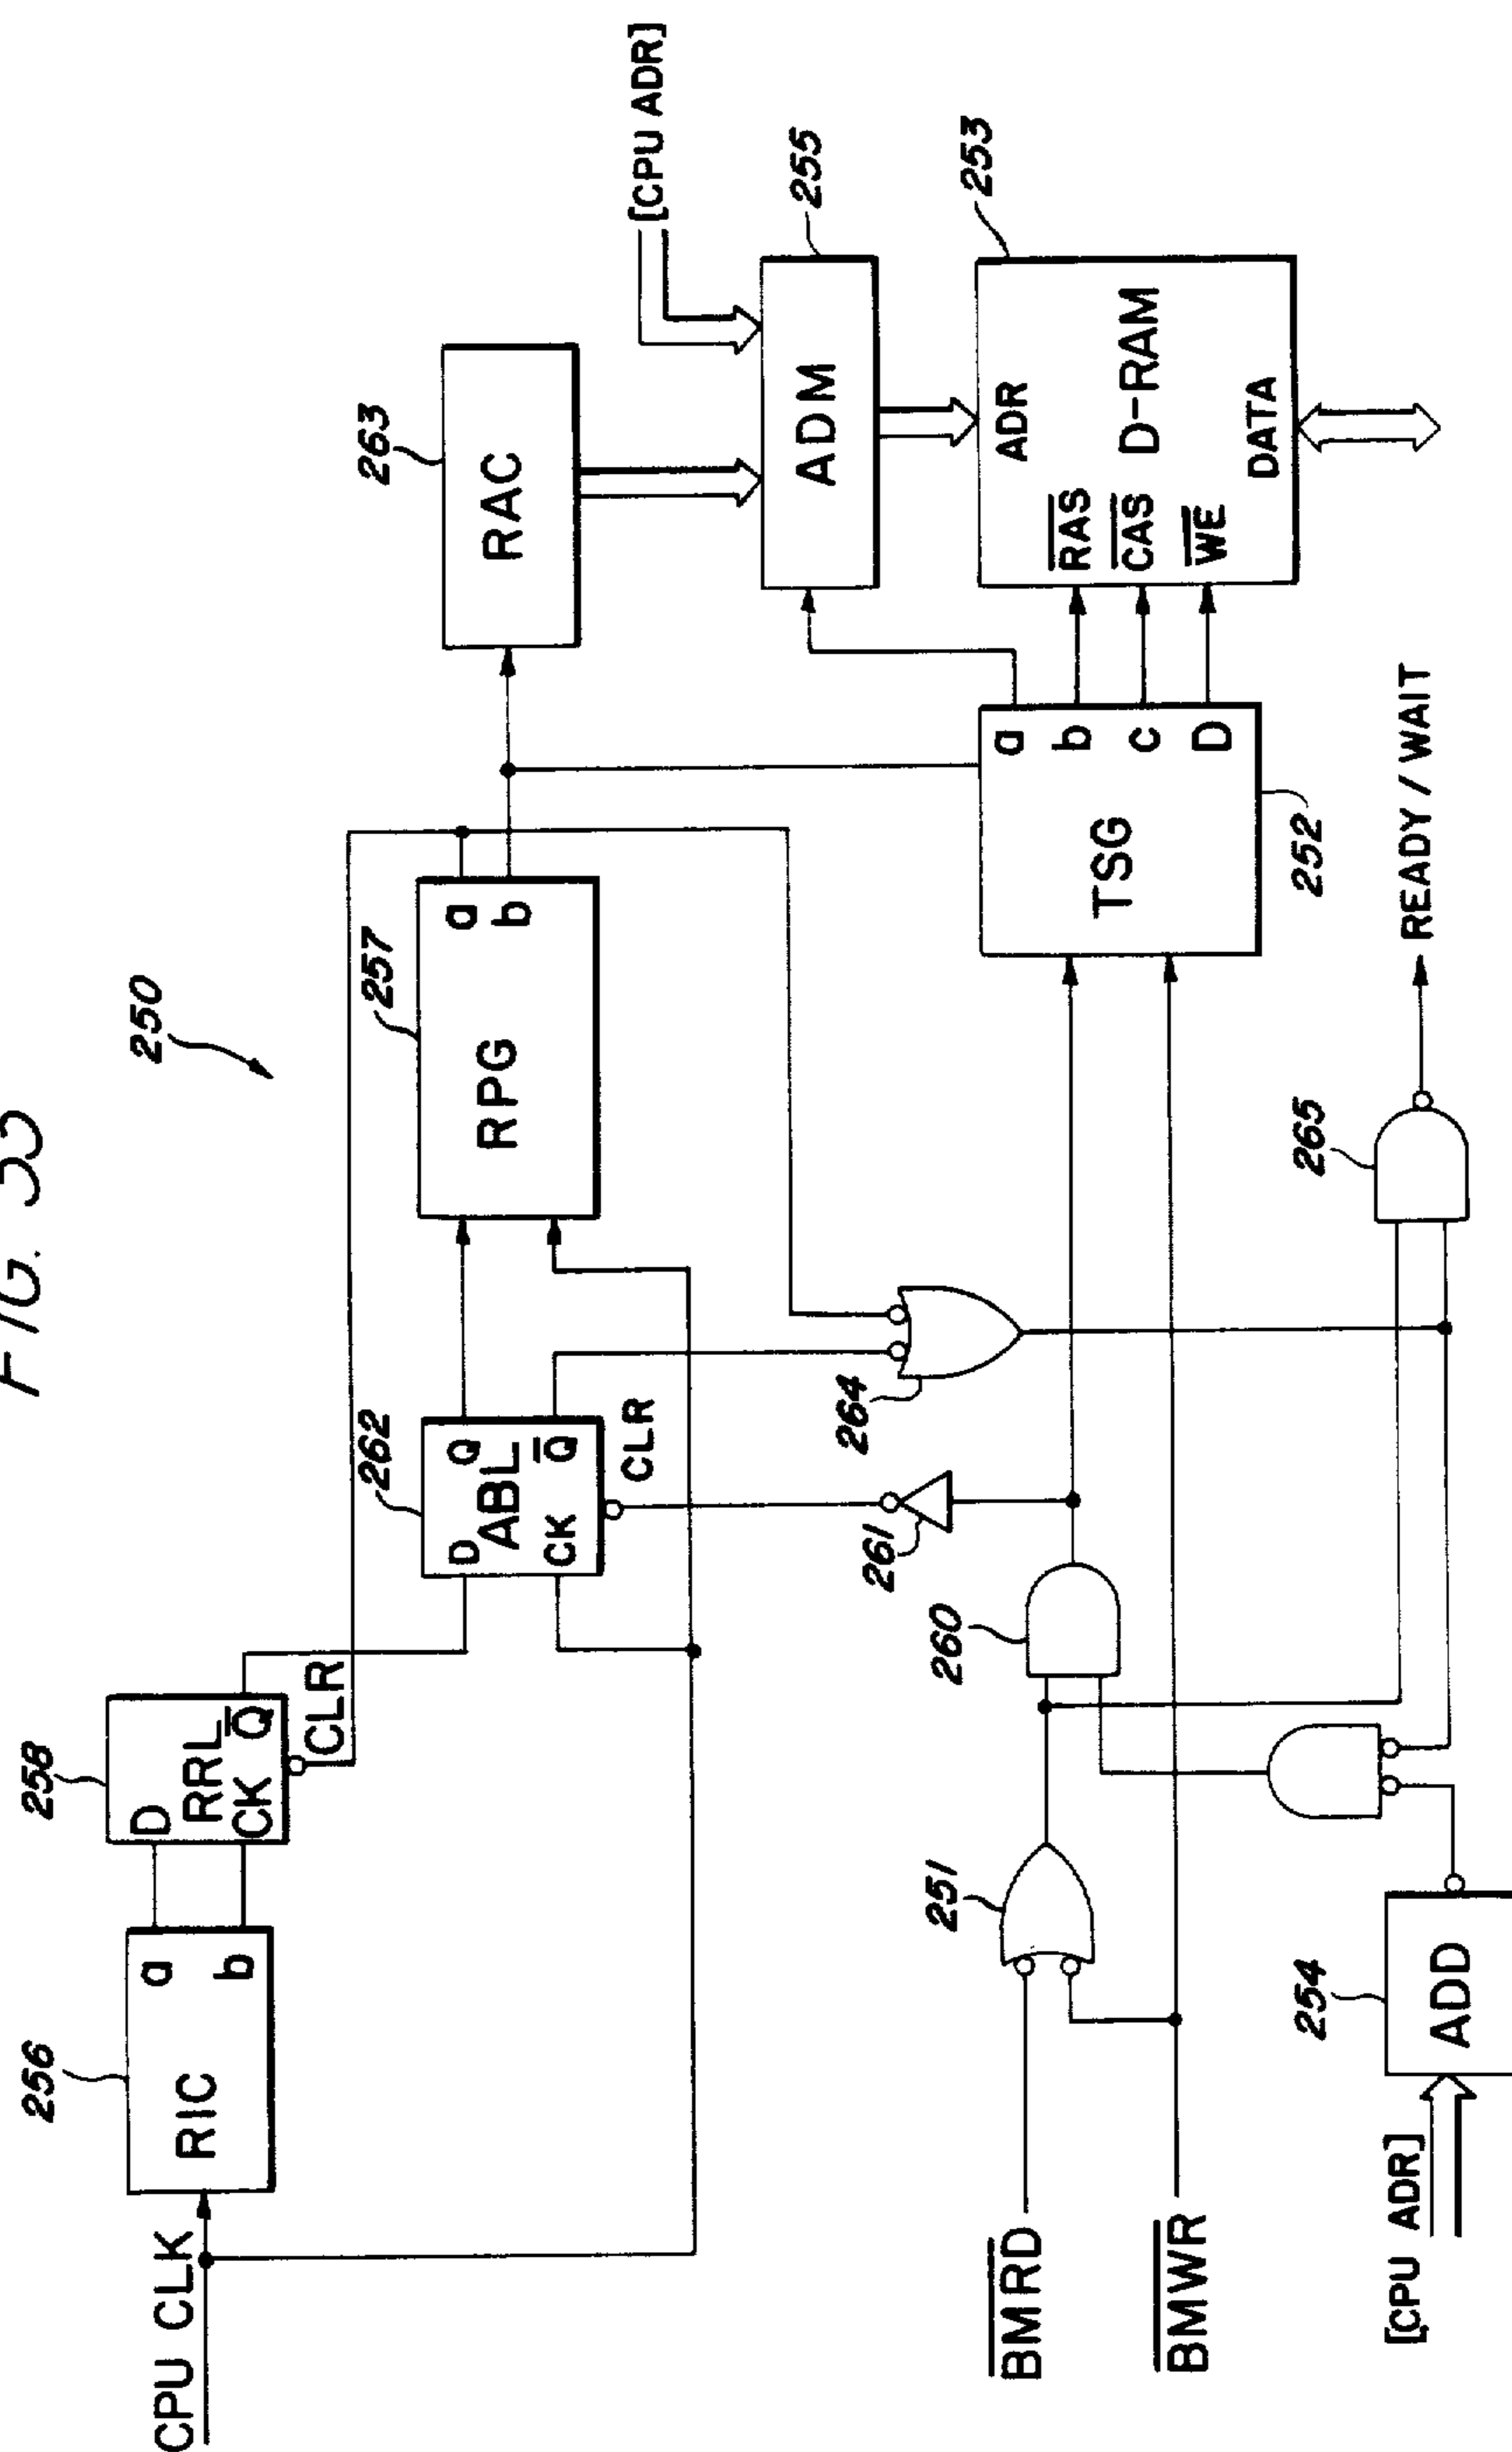 FIG. 33
250
256
RIC
a
b
CPU CLK
258
D
RRL
CK
Q
CLR
262
D
Q
ABL
CK
Q
CLR
257
RPG
a
b
263
RAC
[CPU ADR]
255
ADM
253
ADR
D-RAM
RAS
CAS
WE
DATA
a
b
c
D
TSG
252
264
261
260
251
BMRD
BMWR
265
READY / WAIT
254
ADD
[CPU ADR]